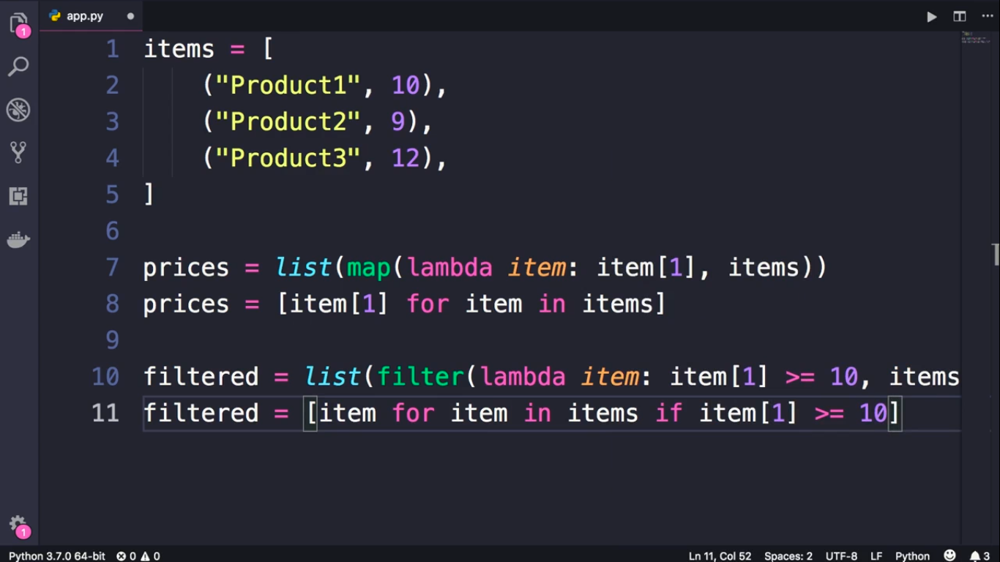 app.py
1
1 items = [
2 ("Product1", 10),
3 ("Product2", 9),
4 ("Product3", 12),
5 ]
6
7 prices = list(map(lambda item: item[1], items))
8 prices = [item[1] for item in items]
9
10 filtered = list(filter(lambda item: item[1] >= 10, items
11 filtered = [item for item in items if item[1] >= 10]
1
Python 3.7.0 64-bit 0 0 Ln 11, Col 52 Spaces: 2 UTF-8 LF Python 3